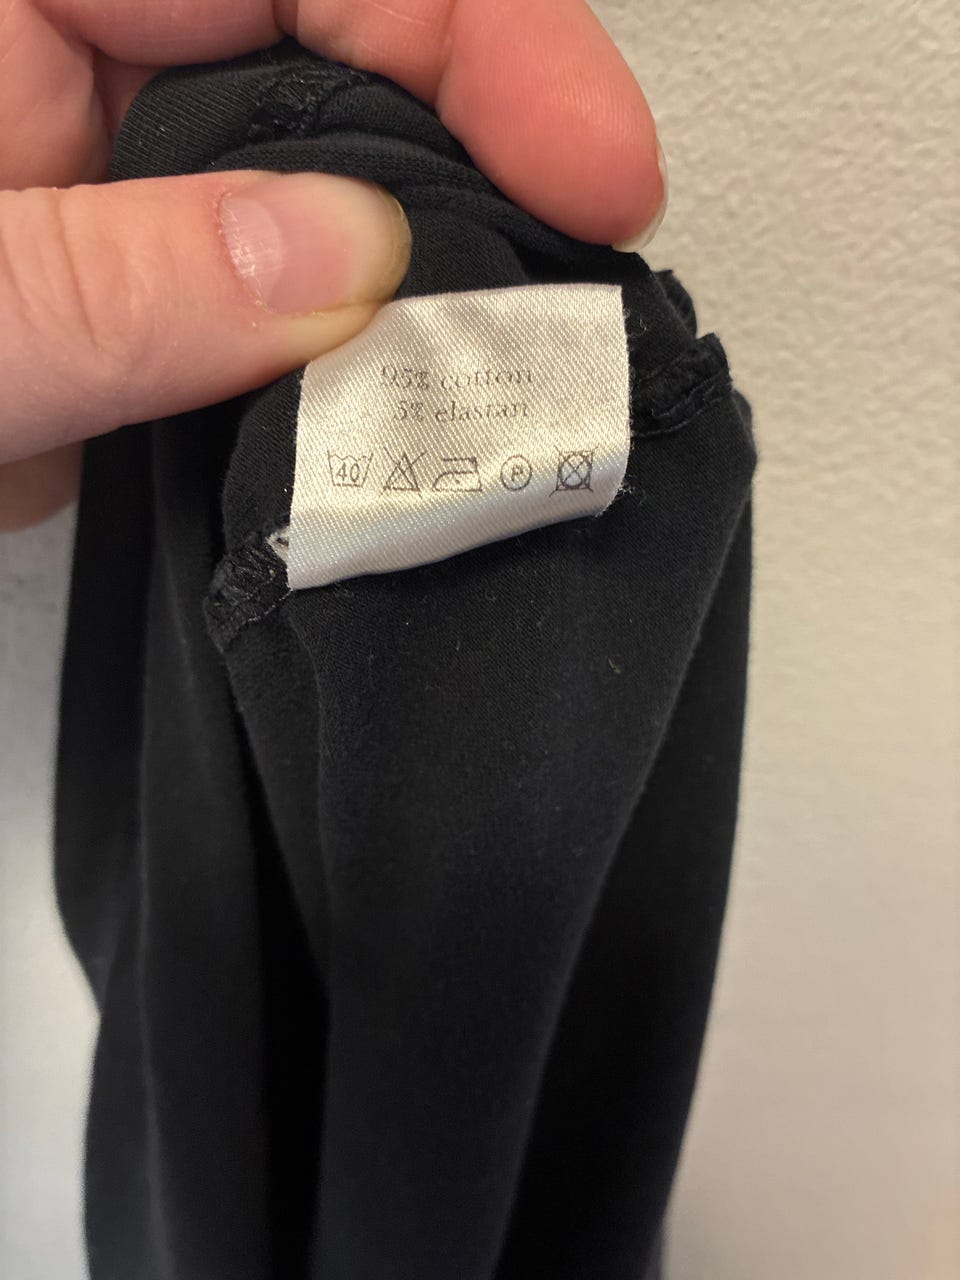 95% cotton
5% elastan
40 P